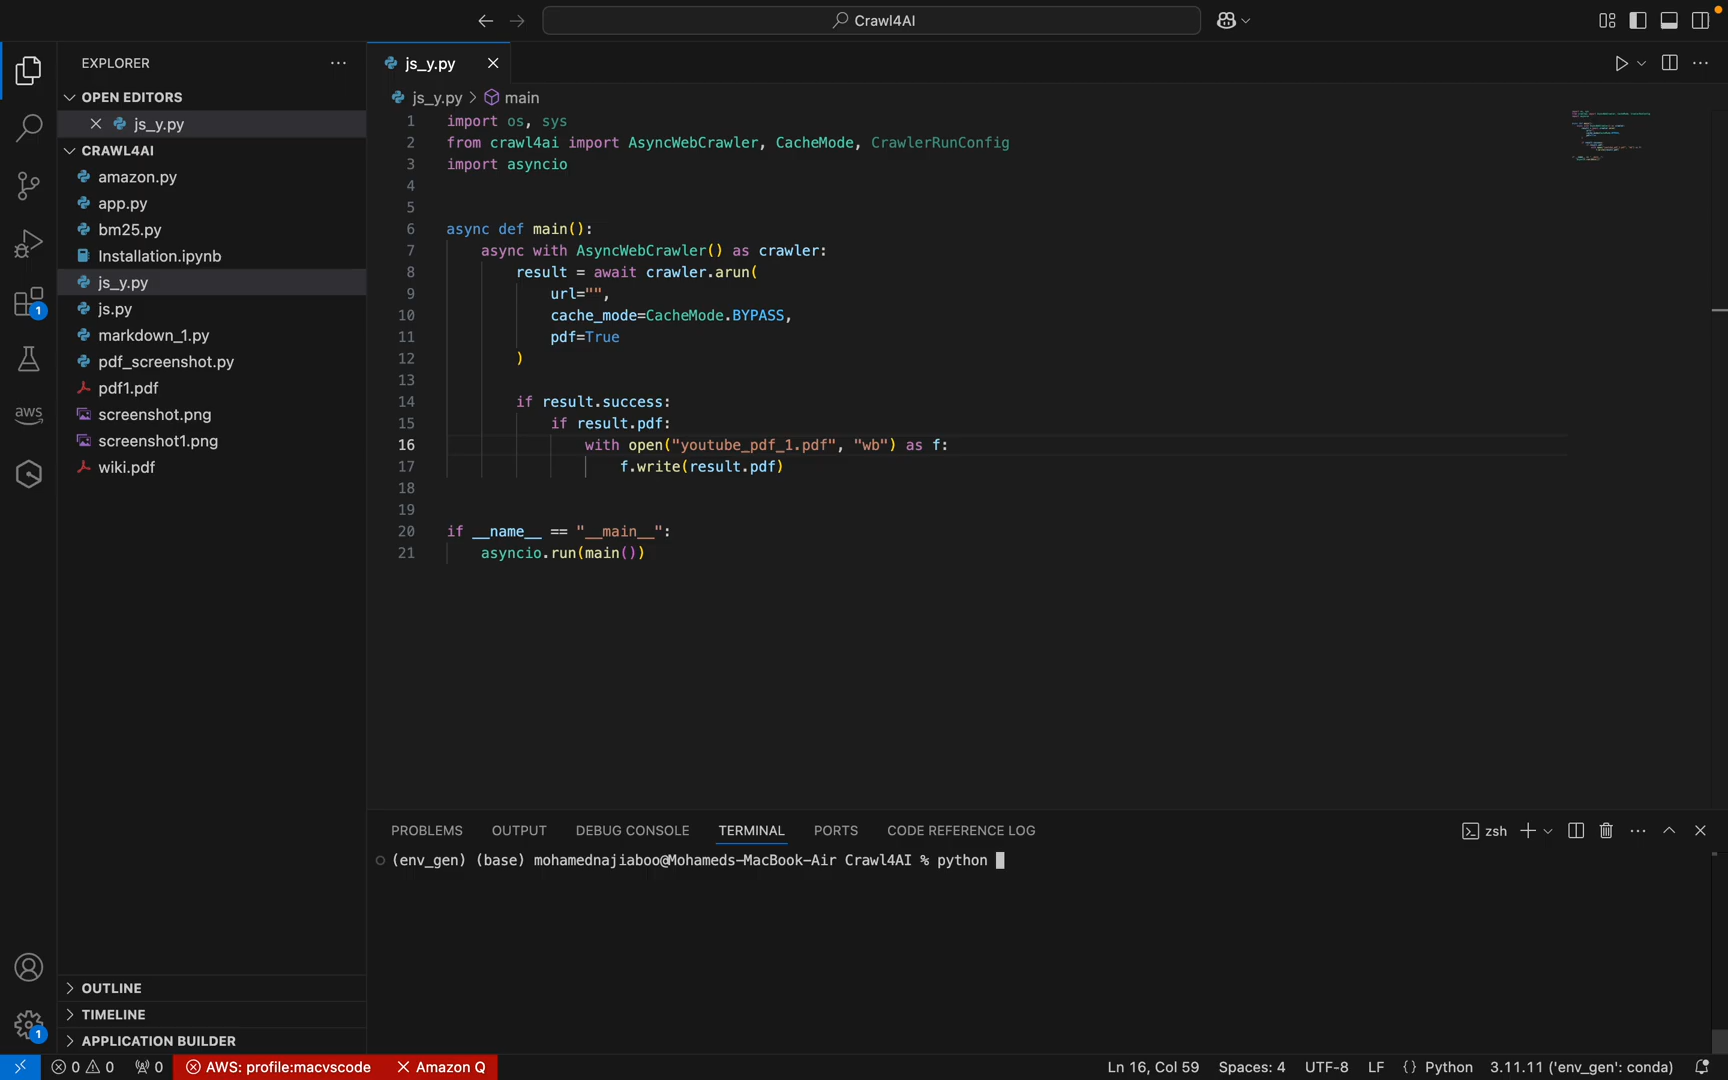 Crawl4AI
EXPLORER
OPEN EDITORS
js_y.py
CRAWL4AI
amazon.py
app.py
bm25.py
Installation.ipynb
js_y.py
js.py
markdown_1.py
pdf_screenshot.py
pdf1.pdf
screenshot.png
screenshot1.png
wiki.pdf
OUTLINE
TIMELINE
APPLICATION BUILDER
aws
1
1
js_y.py
js_y.py > main
1 import os, sys
2 from crawl4ai import AsyncWebCrawler, CacheMode, CrawlerRunConfig
3 import asyncio
4
5
6 async def main():
7 async with AsyncWebCrawler() as crawler:
8 result = await crawler.arun(
9 url="",
10 cache_mode=CacheMode.BYPASS,
11 pdf=True
12 )
13
14 if result.success:
15 if result.pdf:
16 with open("youtube_pdf_1.pdf", "wb") as f:
17 f.write(result.pdf)
18
19
20 if __name__ == "__main__":
21 asyncio.run(main())
PROBLEMS OUTPUT DEBUG CONSOLE TERMINAL PORTS CODE REFERENCE LOG zsh
(env_gen) (base) mohamednajiaboo@Mohameds-MacBook-Air Crawl4AI % python
0 0 0 AWS: profile:macvscode Amazon Q Ln 16, Col 59 Spaces: 4 UTF-8 LF {} Python 3.11.11 ('env_gen': conda)